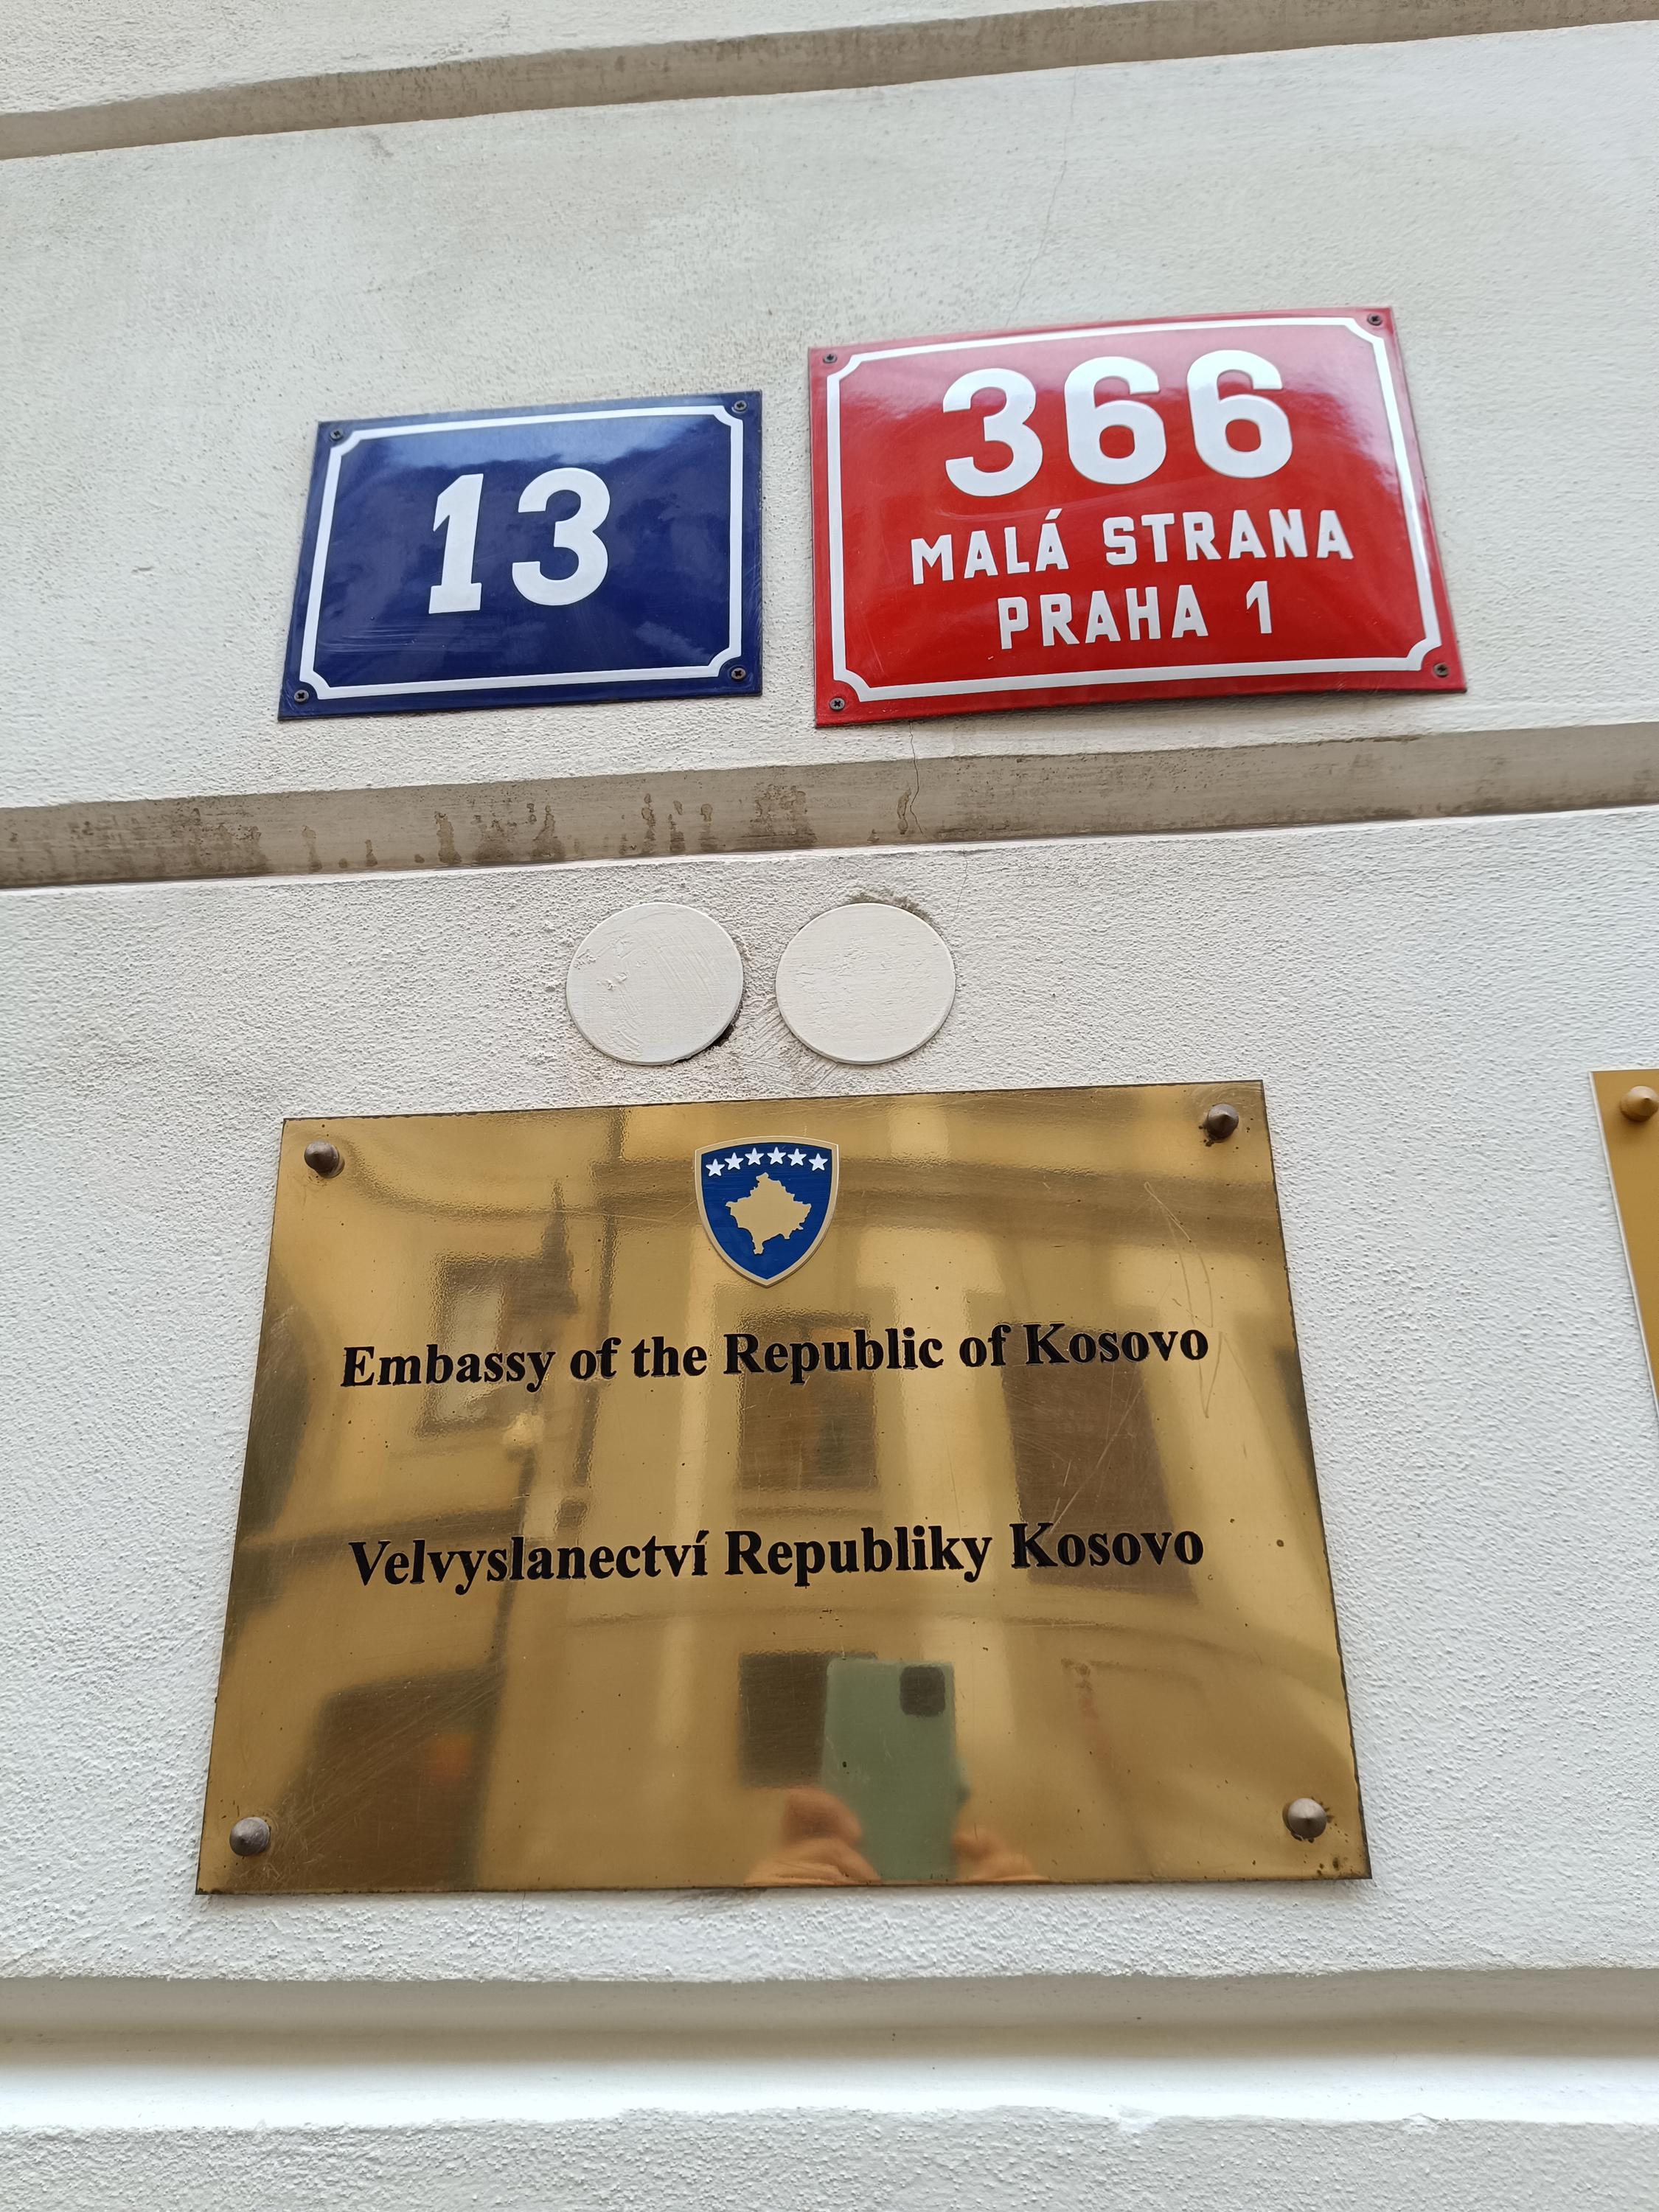 13
366
MALÁ STRANA
PRAHA 1
Embassy of the Republic of Kosovo
Velvyslanectví Republiky Kosovo